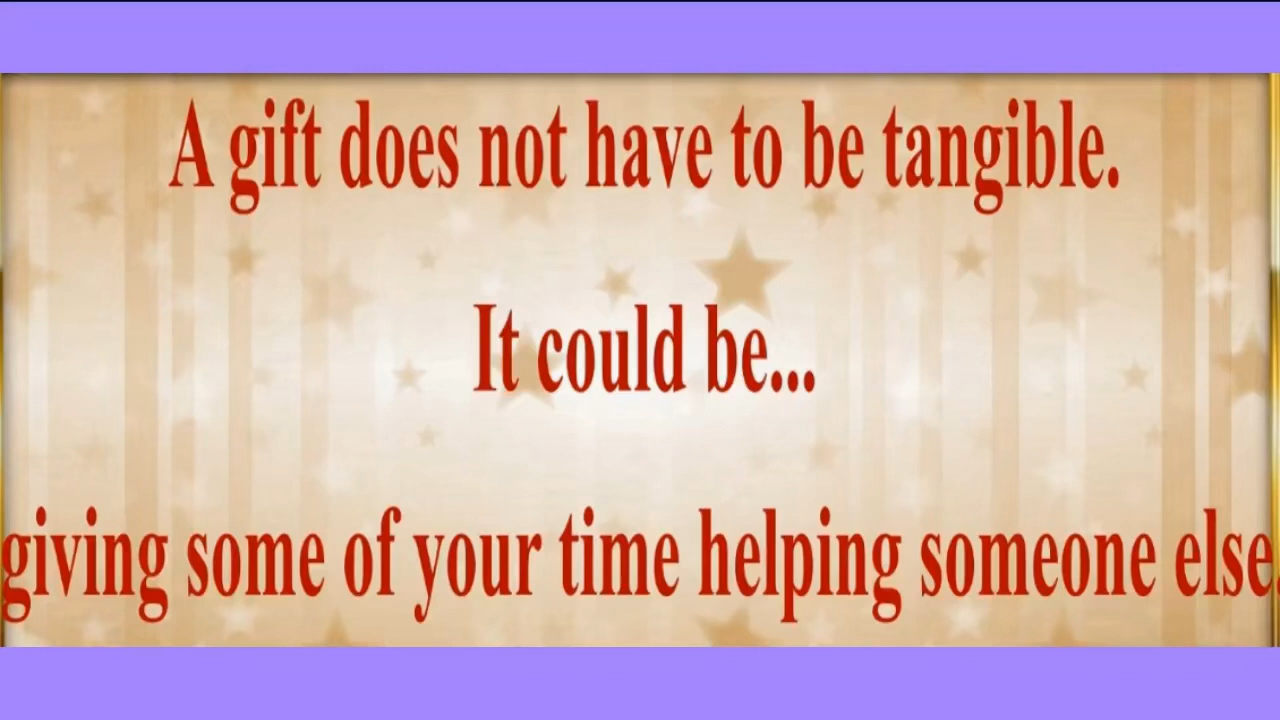 A gift does not have to be tangible.
It could be...
giving some of your time helping someone else.